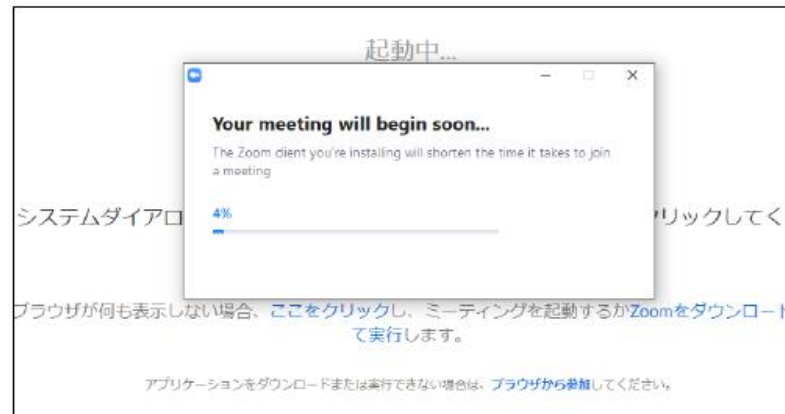 起動中...
Your meeting will begin soon...
The Zoom client you're installing will shorten the time it takes to join
a meeting
4%
システムダイアロ リックしてく
ブラウザが何も表示しない場合、ここをクリックし、ミーティングを起動するかZoomをダウンロード
て実行します。
アプリケーションをダウンロードまたは実行できない場合は、ブラウザから参加してください。